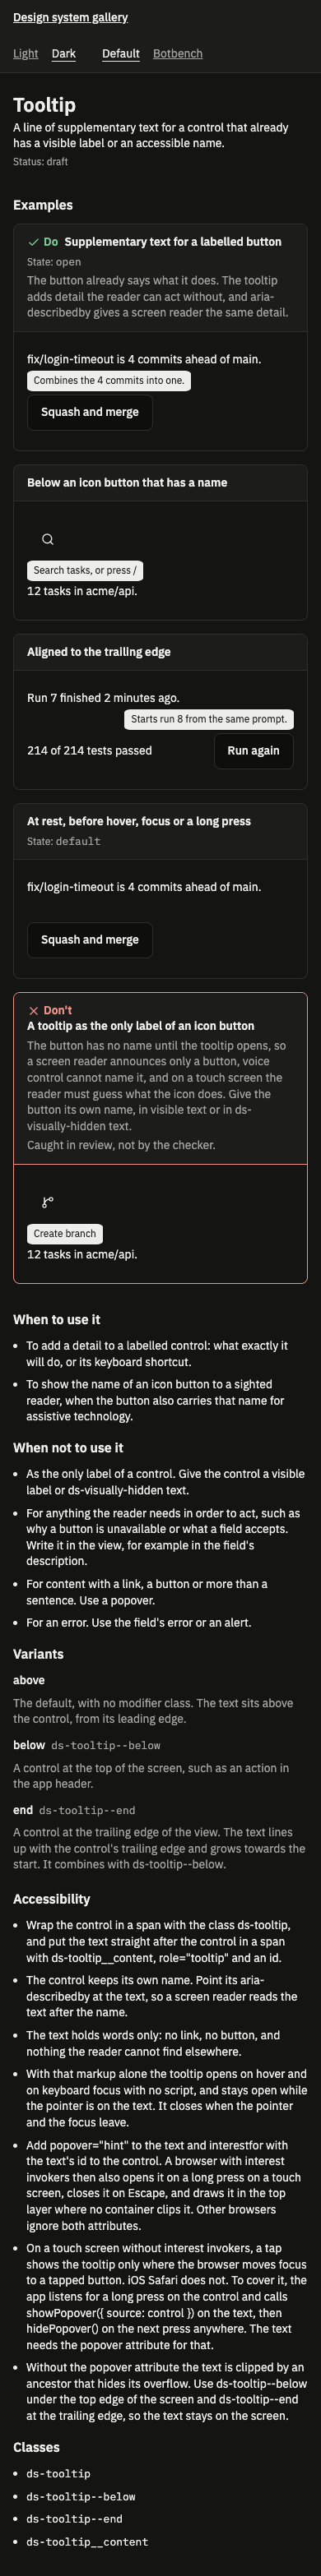 Design system gallery
Light Dark Default Botbench
Tooltip
A line of supplementary text for a control that already
has a visible label or an accessible name.
Status: draft
Examples
Do Supplementary text for a labelled button
State: open
The button already says what it does. The tooltip
adds detail the reader can act without, and aria-
describedby gives a screen reader the same detail.
fix/login-timeout is 4 commits ahead of main.
Combines the 4 commits into one.
Squash and merge
Below an icon button that has a name
Search tasks, or press /
12 tasks in acme/api.
Aligned to the trailing edge
Run 7 finished 2 minutes ago.
Starts run 8 from the same prompt.
214 of 214 tests passed Run again
At rest, before hover, focus or a long press
State: default
fix/login-timeout is 4 commits ahead of main.
Squash and merge
Don't
A tooltip as the only label of an icon button
The button has no name until the tooltip opens, so
a screen reader announces only a button, voice
control cannot name it, and on a touch screen the
reader must guess what the icon does. Give the
button its own name, in visible text or in ds-
visually-hidden text.
Caught in review, not by the checker.
Create branch
12 tasks in acme/api.
When to use it
• To add a detail to a labelled control: what exactly it
will do, or its keyboard shortcut.
• To show the name of an icon button to a sighted
reader, when the button also carries that name for
assistive technology.
When not to use it
• As the only label of a control. Give the control a visible
label or ds-visually-hidden text.
• For anything the reader needs in order to act, such as
why a button is unavailable or what a field accepts.
Write it in the view, for example in the field's
description.
• For content with a link, a button or more than a
sentence. Use a popover.
• For an error. Use the field's error or an alert.
Variants
above
The default, with no modifier class. The text sits above
the control, from its leading edge.
below ds-tooltip--below
A control at the top of the screen, such as an action in
the app header.
end ds-tooltip--end
A control at the trailing edge of the view. The text lines
up with the control's trailing edge and grows towards the
start. It combines with ds-tooltip--below.
Accessibility
• Wrap the control in a span with the class ds-tooltip,
and put the text straight after the control in a span
with ds-tooltip__content, role="tooltip" and an id.
• The control keeps its own name. Point its aria-
describedby at the text, so a screen reader reads the
text after the name.
• The text holds words only: no link, no button, and
nothing the reader cannot find elsewhere.
• With that markup alone the tooltip opens on hover and
on keyboard focus with no script, and stays open while
the pointer is on the text. It closes when the pointer
and the focus leave.
• Add popover="hint" to the text and interestfor with
the text's id to the control. A browser with interest
invokers then also opens it on a long press on a touch
screen, closes it on Escape, and draws it in the top
layer where no container clips it. Other browsers
ignore both attributes.
• On a touch screen without interest invokers, a tap
shows the tooltip only where the browser moves focus
to a tapped button. iOS Safari does not. To cover it, the
app listens for a long press on the control and calls
showPopover({ source: control }) on the text, then
hidePopover() on the next press anywhere. The text
needs the popover attribute for that.
• Without the popover attribute the text is clipped by an
ancestor that hides its overflow. Use ds-tooltip--below
under the top edge of the screen and ds-tooltip--end
at the trailing edge, so the text stays on the screen.
Classes
• ds-tooltip
• ds-tooltip--below
• ds-tooltip--end
• ds-tooltip__content